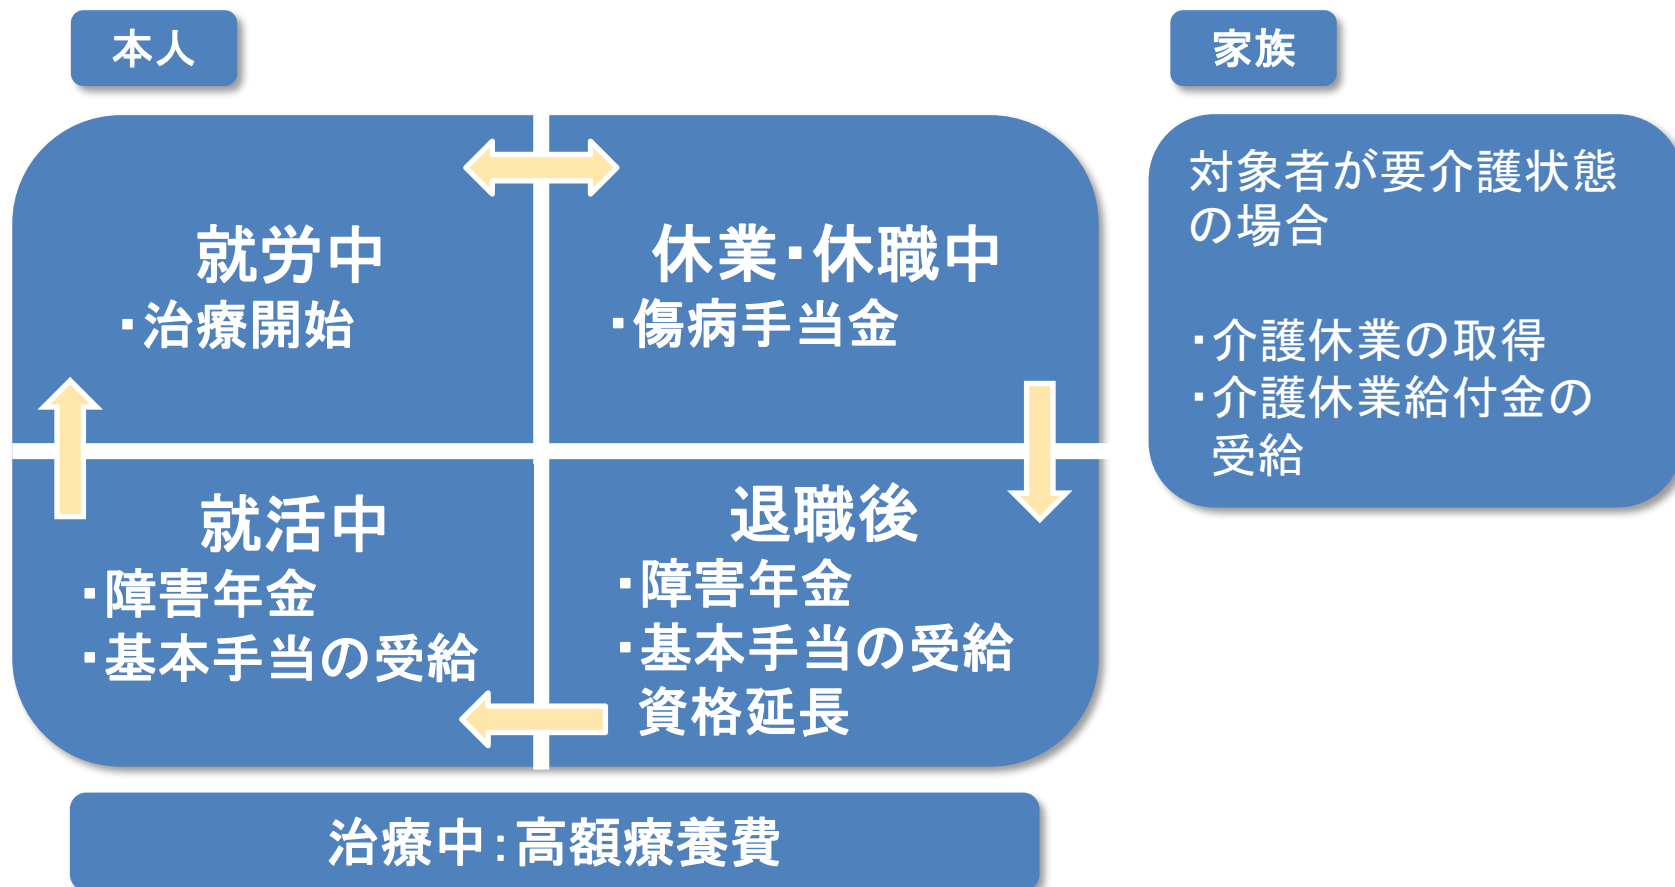 本人
就労中
・治療開始
休業・休職中
・傷病手当金
就活中
・障害年金
・基本手当の受給
退職後
・障害年金
・基本手当の受給
資格延長
治療中：高額療養費
家族
対象者が要介護状態
の場合
・介護休業の取得
・介護休業給付金の
受給